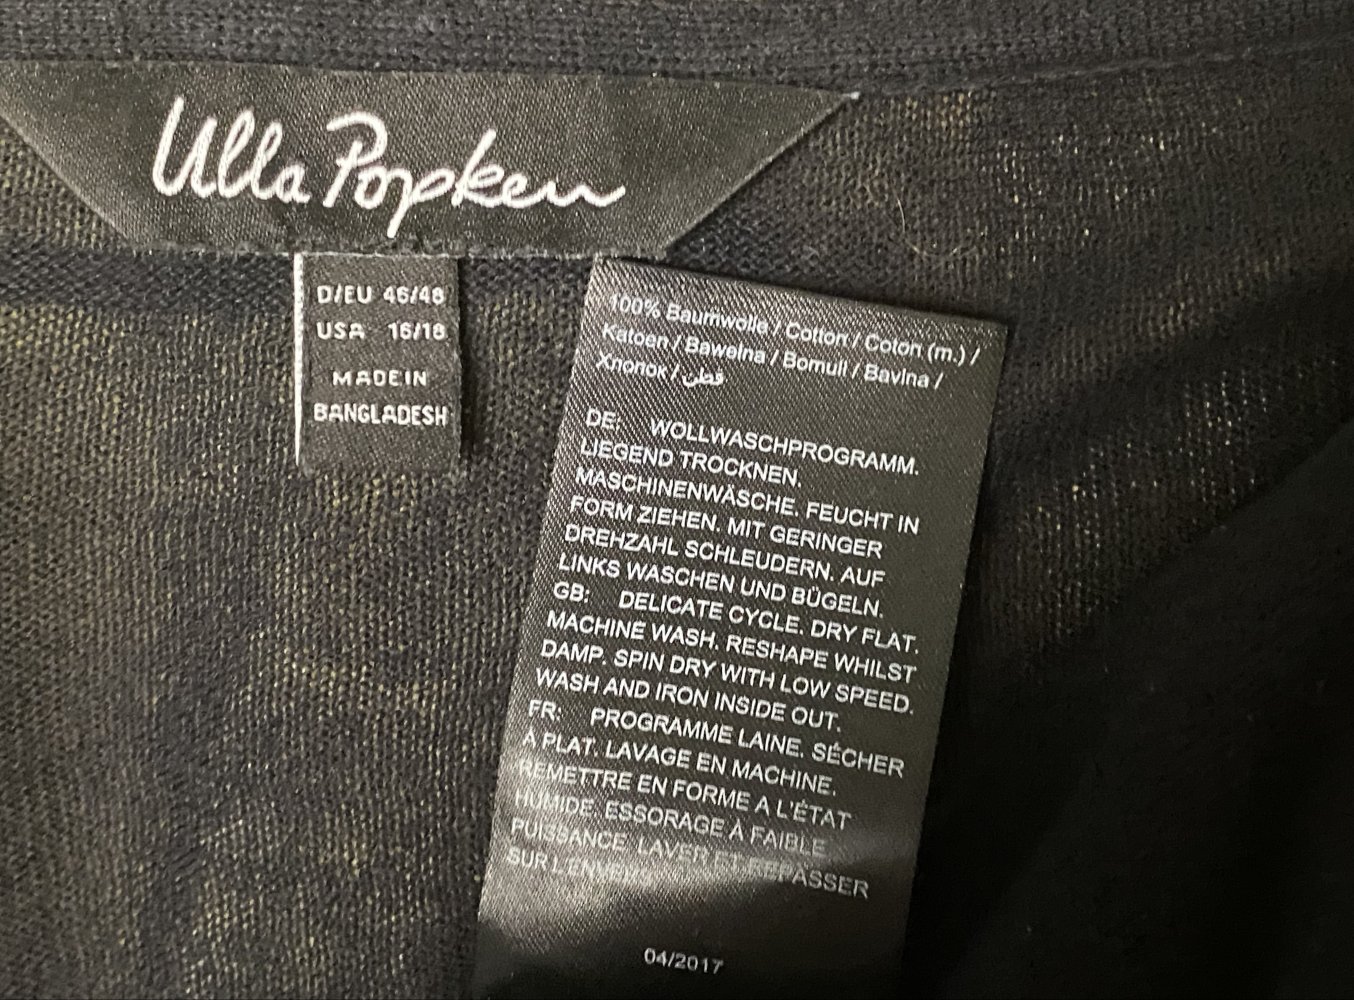 Ulla Popken
D/EU 46/48
USA 16/18
MADE IN
BANGLADESH
100% Baumwolle / Cotton / Coton (m.) /
Katoen / Bawełna / Bomull / Bavlna /
Хлопок / قطن
DE: WOLLWASCHPROGRAMM.
LIEGEND TROCKNEN.
MASCHINENWÄSCHE. FEUCHT IN
FORM ZIEHEN. MIT GERINGER
DREHZAHL SCHLEUDERN. AUF
LINKS WASCHEN UND BÜGELN.
GB: DELICATE CYCLE. DRY FLAT.
MACHINE WASH. RESHAPE WHILST
DAMP. SPIN DRY WITH LOW SPEED.
WASH AND IRON INSIDE OUT.
FR: PROGRAMME LAINE. SÉCHER
À PLAT. LAVAGE EN MACHINE.
REMETTRE EN FORME A L'ÉTAT
HUMIDE. ESSORAGE À FAIBLE
PUISSANCE. LAVER ET REPASSER
SUR L'ENVERS
04/2017